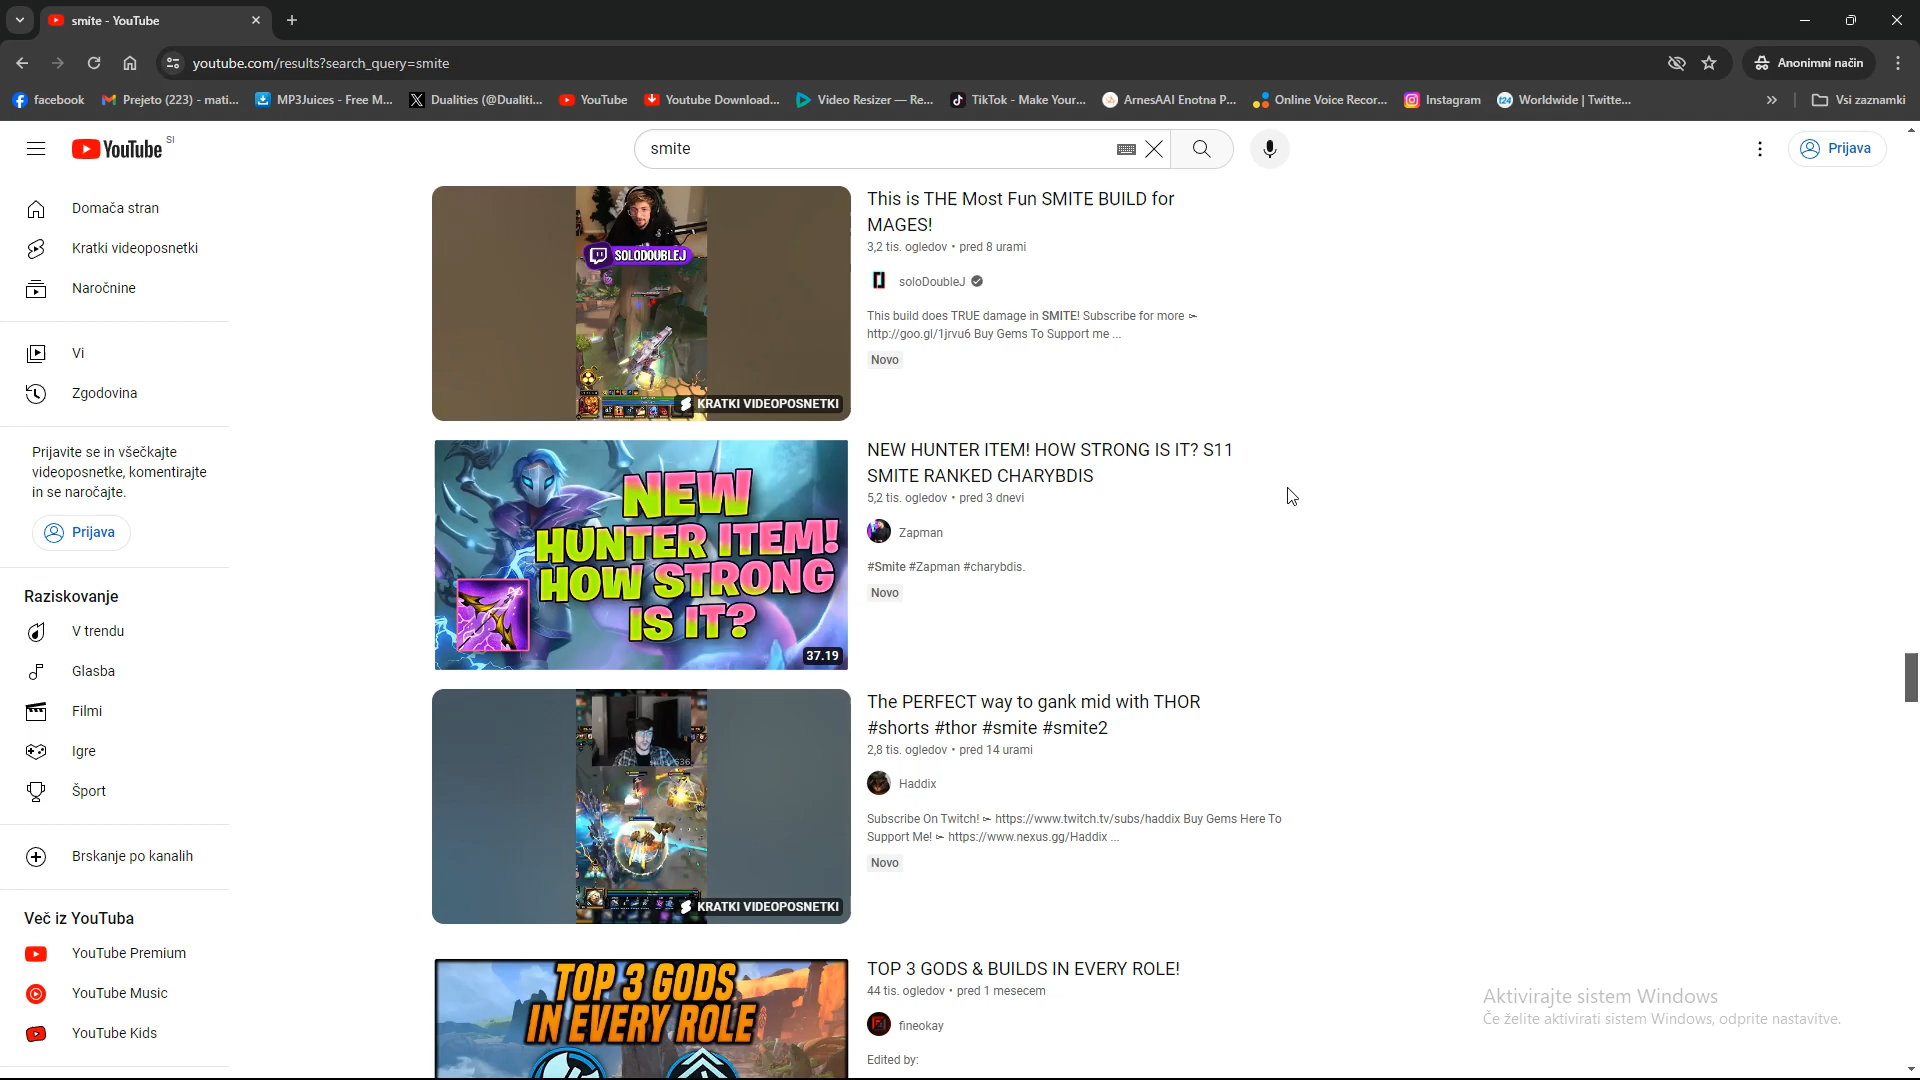 smite - YouTube
youtube.com/results?search_query=smite
Anonimni način
facebook
Prejeto (223) - mati...
MP3Juices - Free M...
Dualities (@Dualiti...
YouTube
Youtube Download...
Video Resizer — Re...
TikTok - Make Your...
ArnesAAI Enotna P...
Online Voice Recor...
Instagram
Worldwide | Twitte...
Vsi zaznamki
YouTube SI
smite
Prijava
Domača stran
Kratki videoposnetki
Naročnine
Vi
Zgodovina
Prijavite se in všečkajte
videoposnetke, komentirajte
in se naročajte.
Prijava
Raziskovanje
V trendu
Glasba
Filmi
Igre
Šport
Brskanje po kanalih
Več iz YouTuba
YouTube Premium
YouTube Music
YouTube Kids
SOLODOUBLEJ
KRATKI VIDEOPOSNETKI
This is THE Most Fun SMITE BUILD for
MAGES!
3,2 tis. ogledov • pred 8 urami
soloDoubleJ
This build does TRUE damage in SMITE! Subscribe for more ➢
http://goo.gl/1jrvu6 Buy Gems To Support me ...
Novo
NEW
HUNTER ITEM!
HOW STRONG
IS IT?
37.19
NEW HUNTER ITEM! HOW STRONG IS IT? S11
SMITE RANKED CHARYBDIS
5,2 tis. ogledov • pred 3 dnevi
Zapman
#Smite #Zapman #charybdis.
Novo
KRATKI VIDEOPOSNETKI
The PERFECT way to gank mid with THOR
#shorts #thor #smite #smite2
2,8 tis. ogledov • pred 14 urami
Haddix
Subscribe On Twitch! ➢ https://www.twitch.tv/subs/haddix Buy Gems Here To
Support Me! ➢ https://www.nexus.gg/Haddix ...
Novo
TOP 3 GODS
IN EVERY ROLE
TOP 3 GODS & BUILDS IN EVERY ROLE!
44 tis. ogledov • pred 1 mesecem
fineokay
Edited by:
Aktivirajte sistem Windows
Če želite aktivirati sistem Windows, odprite nastavitve.